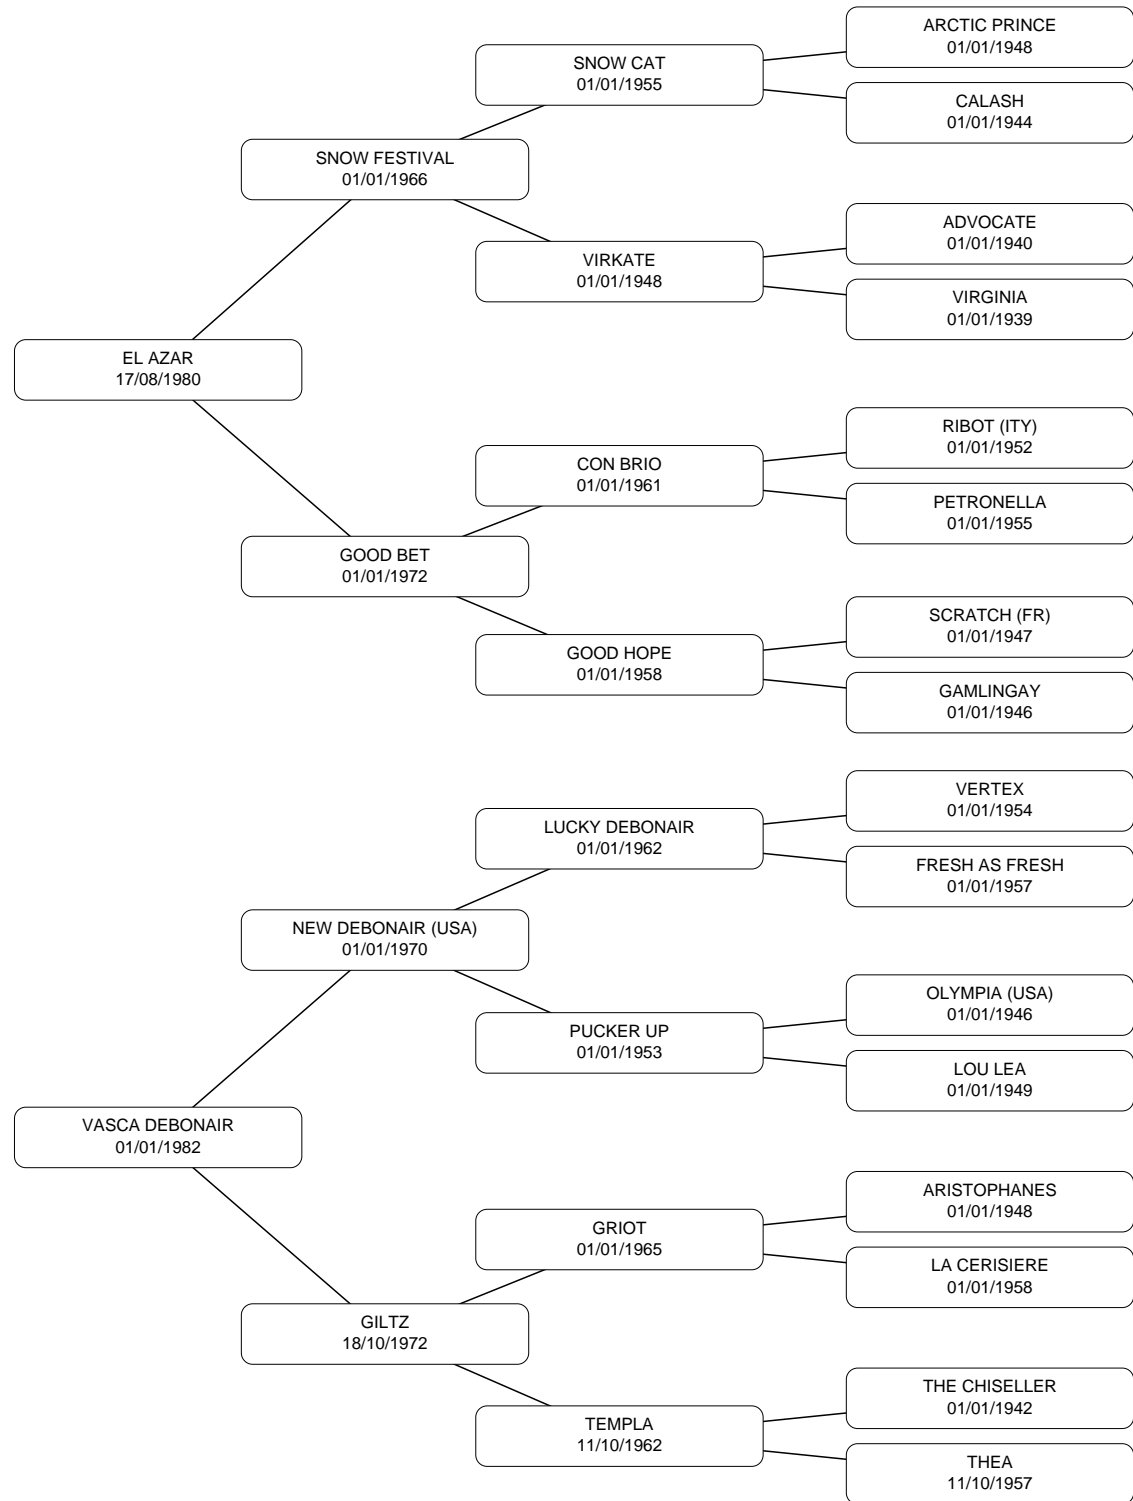 ARCTIC PRINCE
01/01/1948
SNOW CAT
01/01/1955
CALASH
01/01/1944
SNOW FESTIVAL
01/01/1966
ADVOCATE
01/01/1940
VIRKATE
01/01/1948
VIRGINIA
01/01/1939
EL AZAR
17/08/1980
RIBOT (ITY)
01/01/1952
CON BRIO
01/01/1961
PETRONELLA
01/01/1955
GOOD BET
01/01/1972
SCRATCH (FR)
01/01/1947
GOOD HOPE
01/01/1958
GAMLINGAY
01/01/1946
VERTEX
01/01/1954
LUCKY DEBONAIR
01/01/1962
FRESH AS FRESH
01/01/1957
NEW DEBONAIR (USA)
01/01/1970
OLYMPIA (USA)
01/01/1946
PUCKER UP
01/01/1953
LOU LEA
01/01/1949
VASCA DEBONAIR
01/01/1982
ARISTOPHANES
01/01/1948
GRIOT
01/01/1965
LA CERISIERE
01/01/1958
GILTZ
18/10/1972
THE CHISELLER
01/01/1942
TEMPLA
11/10/1962
THEA
11/10/1957